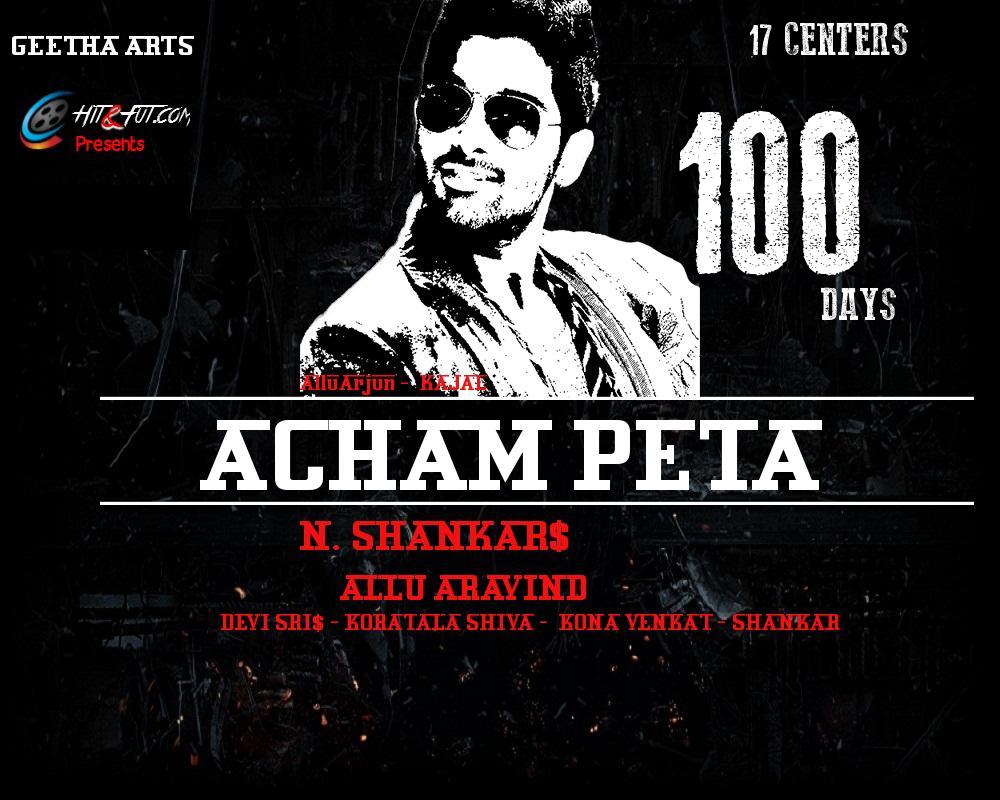 GEETHA ARTS
17 CENTERS
HIT&FUT.COM
Presents
100
DAYS
AlluArjun - KAJAL
ACHAM PETA
N. SHANKAR$
ALLU ARAVIND
DEVI SRI$ - KORATALA SHIVA - KONA VENKAT - SHANKAR